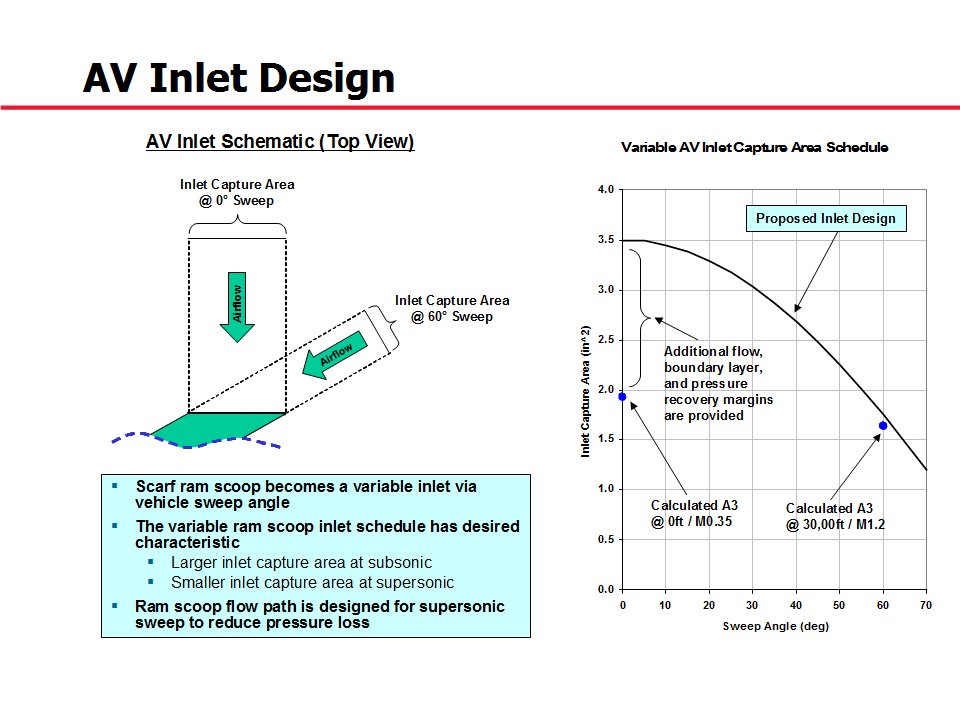 AV Inlet Design
AV Inlet Schematic (Top View)
Inlet Capture Area
@ 0° Sweep
Airflow
Inlet Capture Area
@ 60° Sweep
Airflow
▪ Scarf ram scoop becomes a variable inlet via
vehicle sweep angle
▪ The variable ram scoop inlet schedule has desired
characteristic
▪ Larger inlet capture area at subsonic
▪ Smaller inlet capture area at supersonic
▪ Ram scoop flow path is designed for supersonic
sweep to reduce pressure loss
Variable AV Inlet Capture Area Schedule
4.0
3.5
3.0
2.5
2.0
1.5
1.0
0.5
0.0
Inlet Capture Area (in^2)
Proposed Inlet Design
Additional flow,
boundary layer,
and pressure
recovery margins
are provided
Calculated A3
@ 0ft / M0.35
Calculated A3
@ 30,00ft / M1.2
0 10 20 30 40 50 60 70
Sweep Angle (deg)